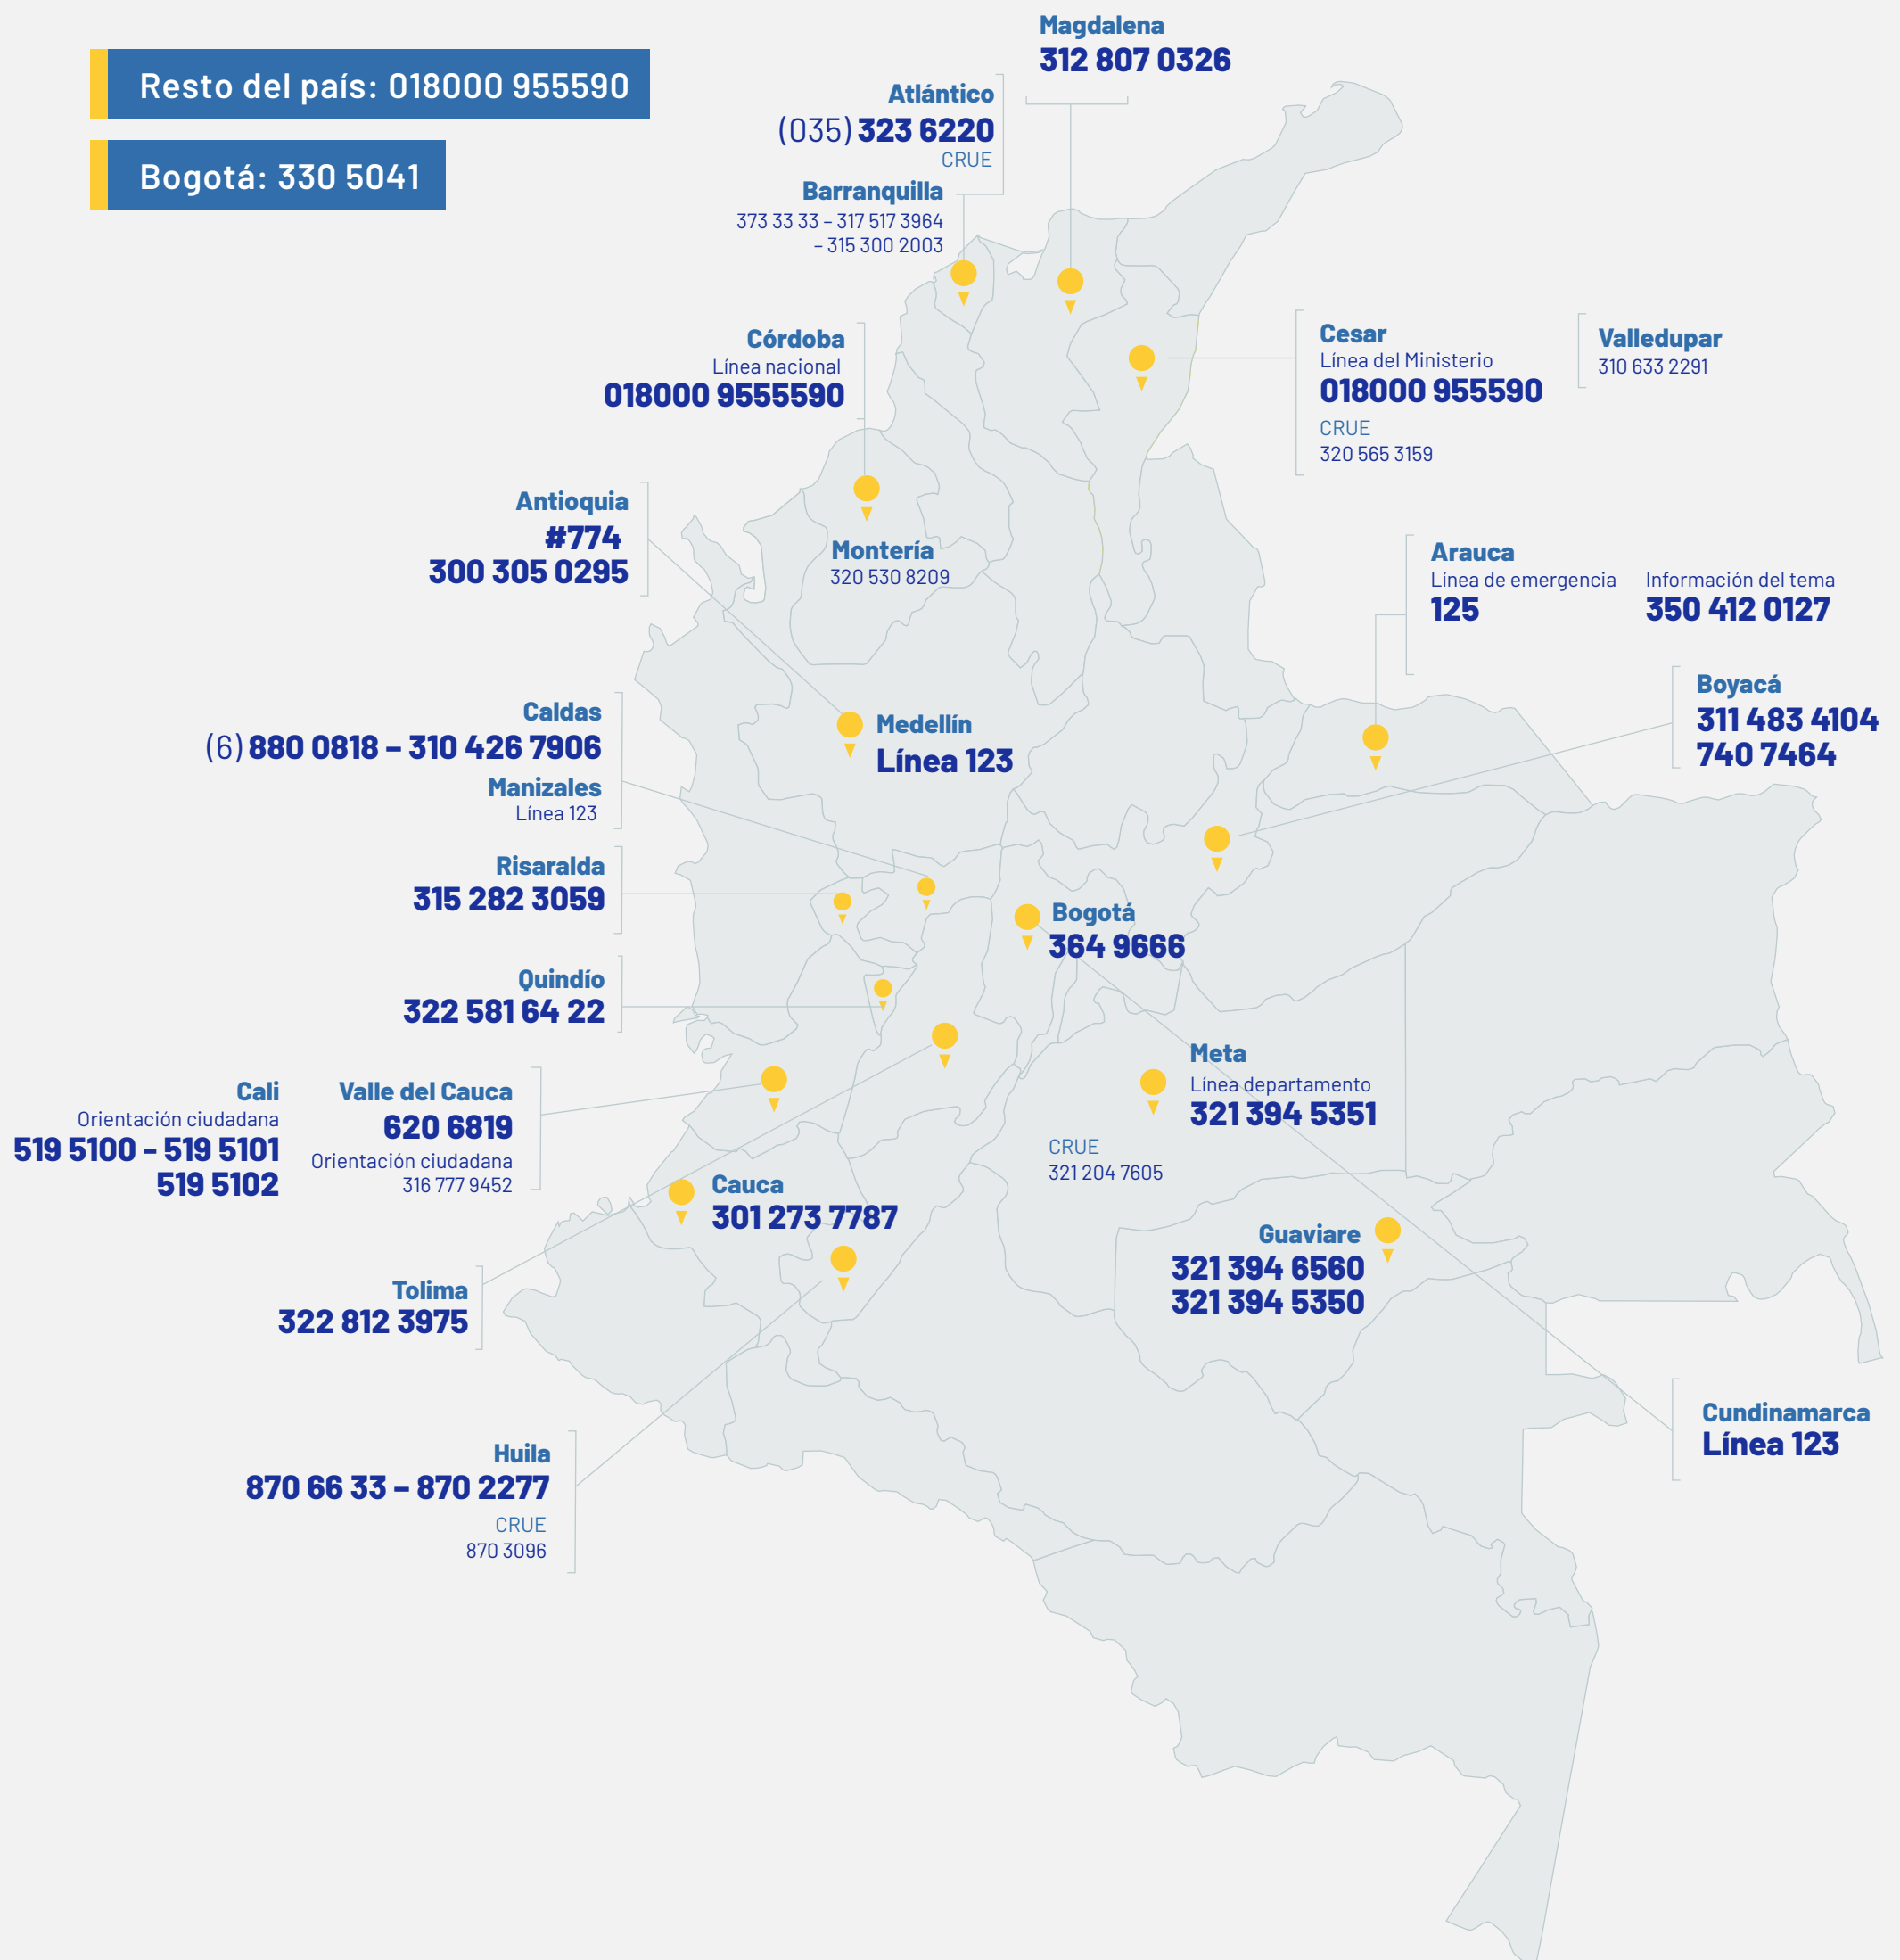 Resto del país: 018000 955590
Bogotá: 330 5041
Magdalena
312 807 0326
Atlántico
(035) 323 6220
CRUE
Barranquilla
373 33 33 – 317 517 3964
– 315 300 2003
Córdoba
Línea nacional
018000 9555590
Cesar
Línea del Ministerio
018000 955590
CRUE
320 565 3159
Valledupar
310 633 2291
Antioquia
#774
300 305 0295
Montería
320 530 8209
Arauca
Línea de emergencia
125
Información del tema
350 412 0127
Boyacá
311 483 4104
740 7464
Caldas
(6) 880 0818 – 310 426 7906
Manizales
Línea 123
Medellín
Línea 123
Risaralda
315 282 3059
Bogotá
364 9666
Quindío
322 581 64 22
Cali
Orientación ciudadana
519 5100 - 519 5101
519 5102
Valle del Cauca
620 6819
Orientación ciudadana
316 777 9452
Meta
Línea departamento
321 394 5351
CRUE
321 204 7605
Cauca
301 273 7787
Guaviare
321 394 6560
321 394 5350
Tolima
322 812 3975
Cundinamarca
Línea 123
Huila
870 66 33 – 870 2277
CRUE
870 3096